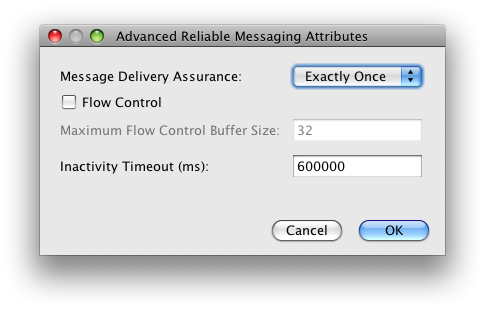 Advanced Reliable Messaging Attributes
Message Delivery Assurance: Exactly Once
Flow Control
Maximum Flow Control Buffer Size: 32
Inactivity Timeout (ms): 600000
Cancel OK